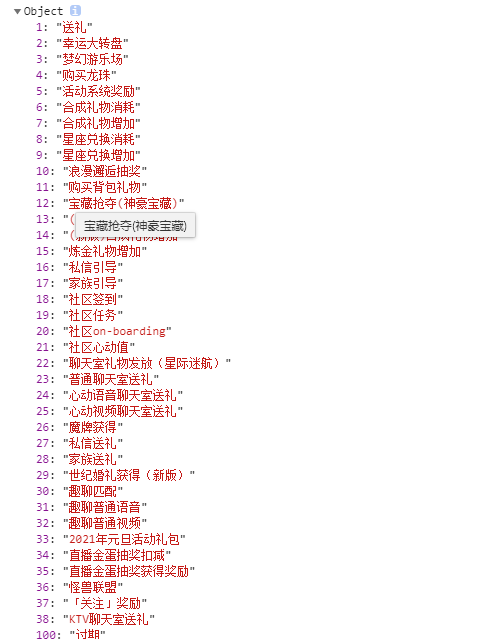 Object i
1: "送礼"
2: "幸运大转盘"
3: "梦幻游乐场"
4: "购买龙珠"
5: "活动系统奖励"
6: "合成礼物消耗"
7: "合成礼物增加"
8: "星座兑换消耗"
9: "星座兑换增加"
10: "浪漫邂逅抽奖"
11: "购买背包礼物"
12: "宝藏抢夺(神豪宝藏)"
13: "(
宝藏抢夺(神豪宝藏)
14: "
15: "炼金礼物增加"
16: "私信引导"
17: "家族引导"
18: "社区签到"
19: "社区任务"
20: "社区on-boarding"
21: "社区心动值"
22: "聊天室礼物发放（星际迷航）"
23: "普通聊天室送礼"
24: "心动语音聊天室送礼"
25: "心动视频聊天室送礼"
26: "魔牌获得"
27: "私信送礼"
28: "家族送礼"
29: "世纪婚礼获得（新版）"
30: "趣聊匹配"
31: "趣聊普通语音"
32: "趣聊普通视频"
33: "2021年元旦活动礼包"
34: "直播金蛋抽奖扣减"
35: "直播金蛋抽奖获得奖励"
36: "怪兽联盟"
37: "「关注」奖励"
38: "KTV聊天室送礼"
100: "过期"